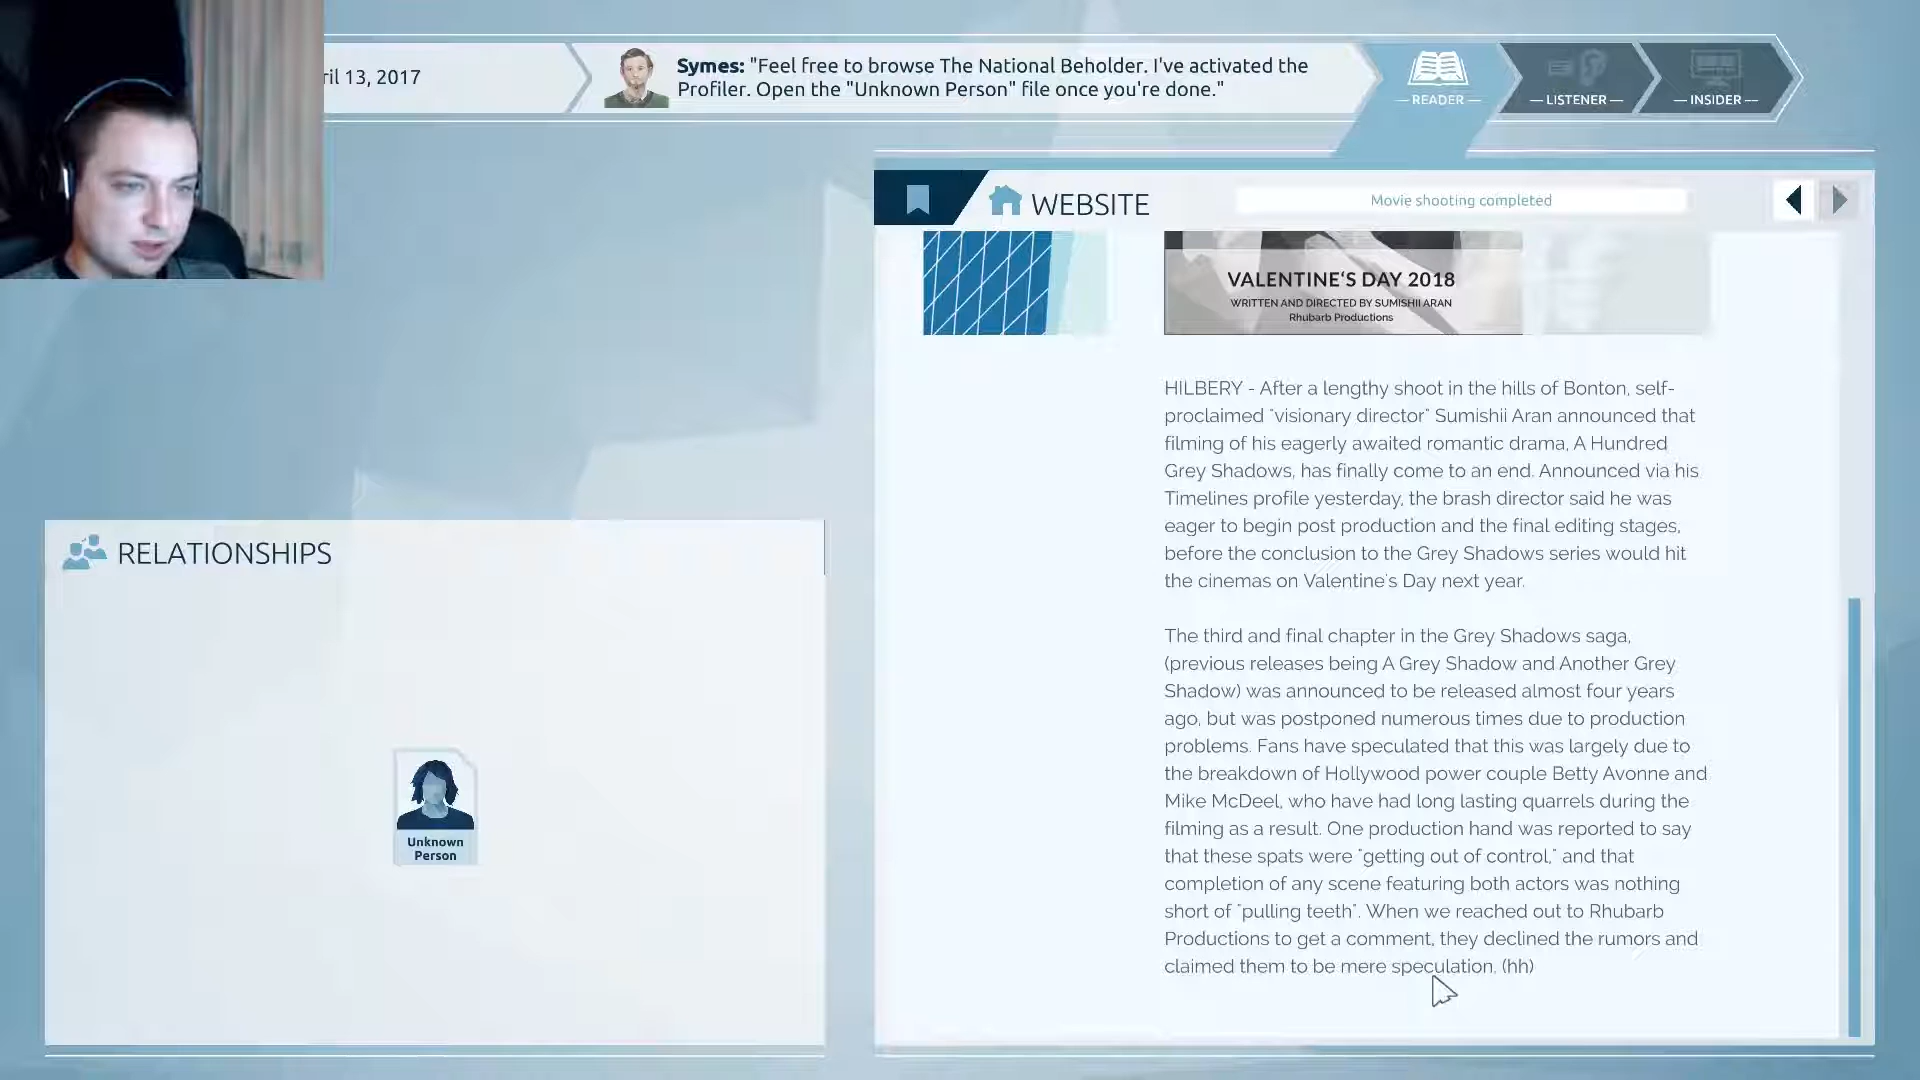 ril 13, 2017
Symes: "Feel free to browse The National Beholder. I've activated the
Profiler. Open the "Unknown Person" file once you're done."
READER
LISTENER
INSIDER
WEBSITE
Movie shooting completed
VALENTINE'S DAY 2018
WRITTEN AND DIRECTED BY SUMISHII ARAN
Rhubarb Productions
HILBERY - After a lengthy shoot in the hills of Bonton, self-
proclaimed "visionary director" Sumishii Aran announced that
filming of his eagerly awaited romantic drama, A Hundred
Grey Shadows, has finally come to an end. Announced via his
Timelines profile yesterday, the brash director said he was
eager to begin post production and the final editing stages,
before the conclusion to the Grey Shadows series would hit
the cinemas on Valentine's Day next year.
The third and final chapter in the Grey Shadows saga,
(previous releases being A Grey Shadow and Another Grey
Shadow) was announced to be released almost four years
ago, but was postponed numerous times due to production
problems. Fans have speculated that this was largely due to
the breakdown of Hollywood power couple Betty Avonne and
Mike McDeel, who have had long lasting quarrels during the
filming as a result. One production hand was reported to say
that these spats were "getting out of control," and that
completion of any scene featuring both actors was nothing
short of "pulling teeth". When we reached out to Rhubarb
Productions to get a comment, they declined the rumors and
claimed them to be mere speculation. (hh)
RELATIONSHIPS
Unknown
Person